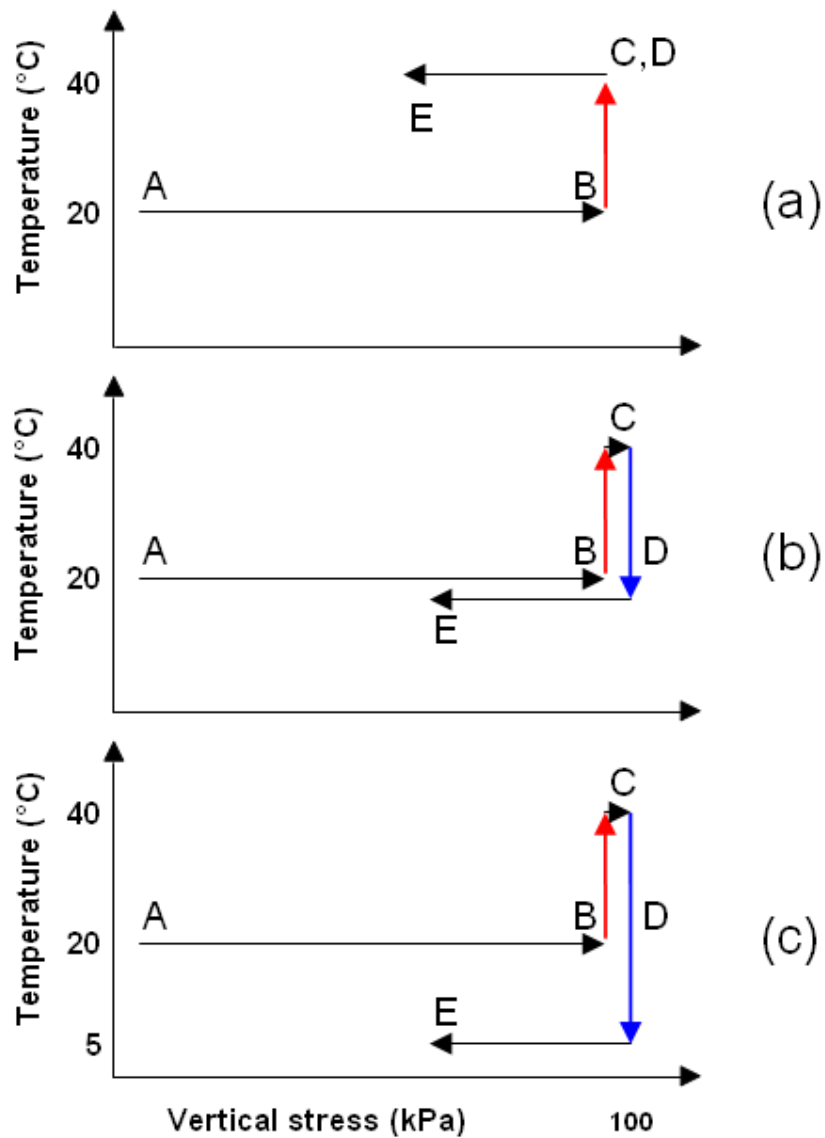 Temperature (°C)
40
20
A
B
C,D
E
(a)
Temperature (°C)
40
20
A
B
C
D
E
(b)
Temperature (°C)
40
20
5
A
B
C
D
E
(c)
Vertical stress (kPa)
100